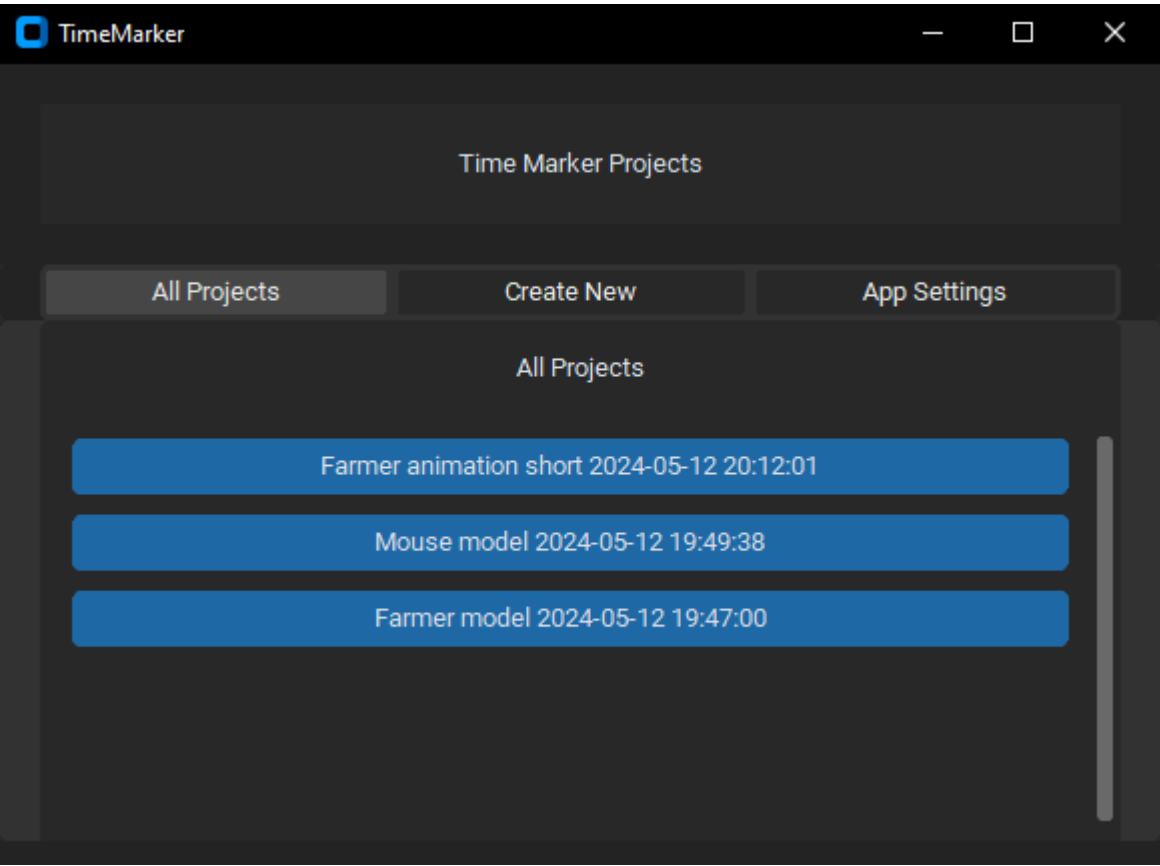 TimeMarker
Time Marker Projects
All Projects
Create New
App Settings
All Projects
Farmer animation short 2024-05-12 20:12:01
Mouse model 2024-05-12 19:49:38
Farmer model 2024-05-12 19:47:00